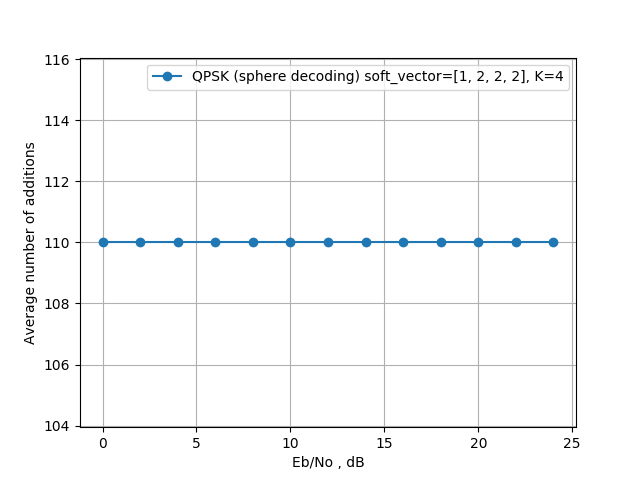 116
QPSK (sphere decoding) soft_vector=[1, 2, 2, 2], K=4
114
112
110
108
106
104
Average number of additions
0 5 10 15 20 25
Eb/No , dB